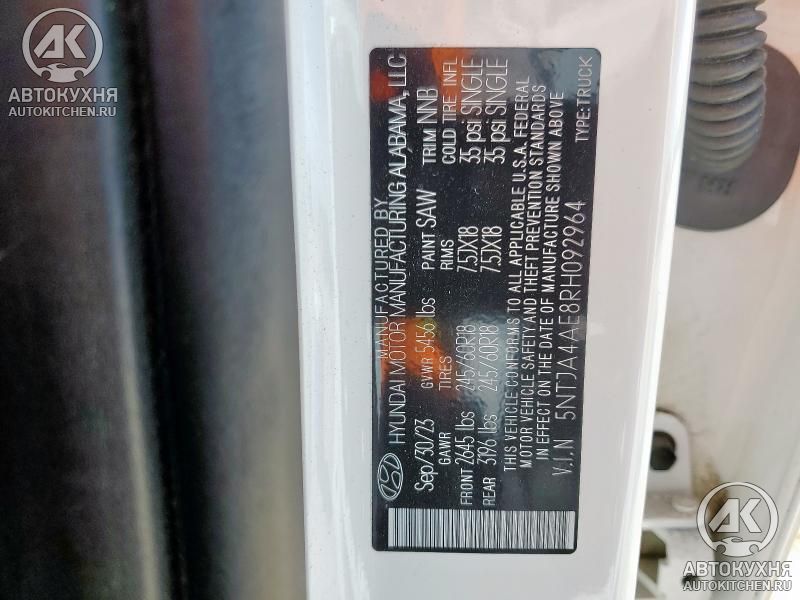 AK
АВТОКУХНЯ
AUTOKITCHEN.RU
MANUFACTURED BY
HYUNDAI MOTOR MANUFACTURING ALABAMA, LLC
Sep/30/23 GVWR 5456 lbs PAINT SAW TRIM NNB
GAWR TIRES RIMS COLD TIRE INFL
FRONT 2645 lbs 245/60R18 7.5JX18 35 psi SINGLE
REAR 3196 lbs 245/60R18 7.5JX18 35 psi SINGLE
THIS VEHICLE CONFORMS TO ALL APPLICABLE U.S.A. FEDERAL
MOTOR VEHICLE SAFETY AND THEFT PREVENTION STANDARDS
IN EFFECT ON THE DATE OF MANUFACTURE SHOWN ABOVE
V.I.N 5NTJA4AE8RH092964 TYPE:TRUCK
AK
АВТОКУХНЯ
AUTOKITCHEN.RU